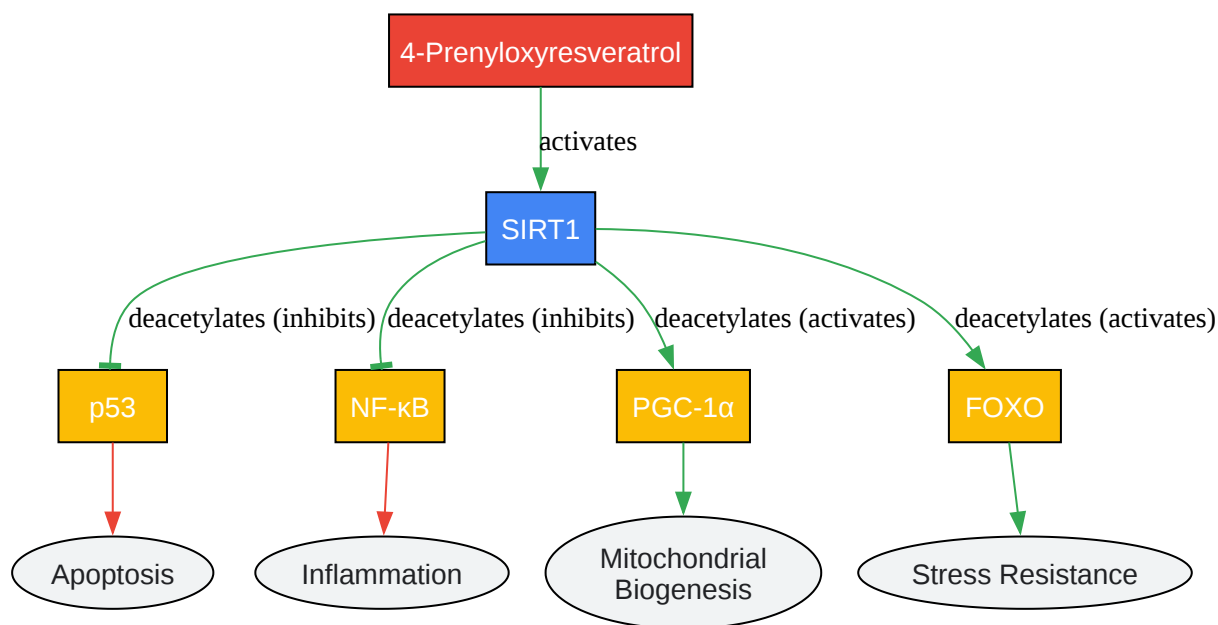 4-Prenyloxyresveratrol
activates
SIRT1
deacetylates (inhibits)
deacetylates (inhibits)
deacetylates (activates)
deacetylates (activates)
p53
NF-κB
PGC-1α
FOXO
Apoptosis
Inflammation
Mitochondrial
Biogenesis
Stress Resistance